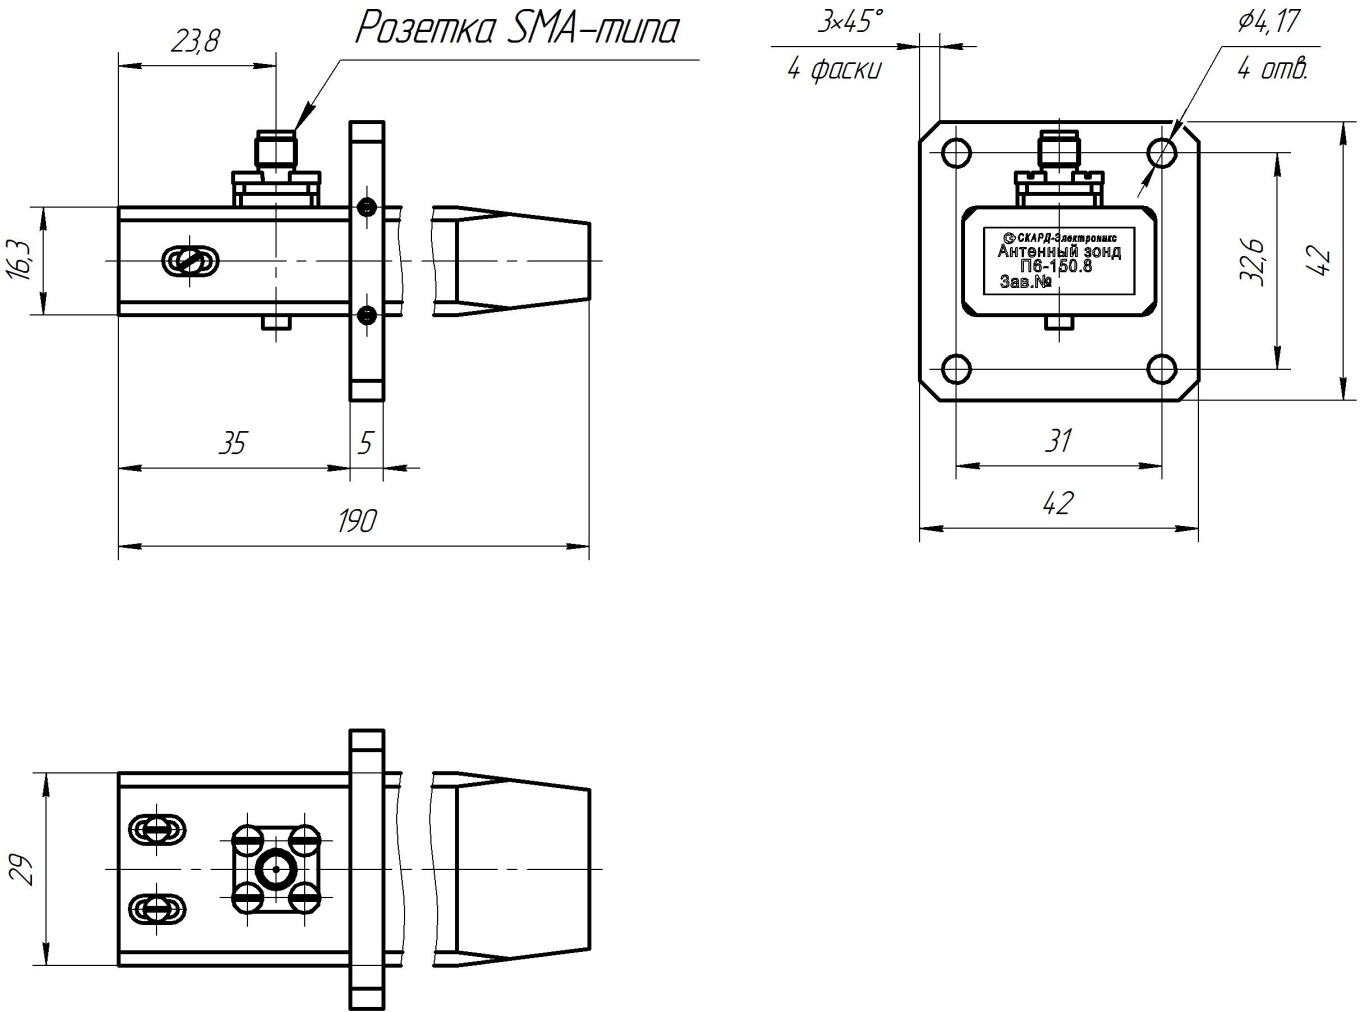 23,8
Розетка SMA-типа
3×45°
4 фаски
ϕ4,17
4 отв.
16,3
СКАРД-Электроникс
Антенный зонд
П6-150.8
Зав.№
32,6
42
35
5
190
31
42
29